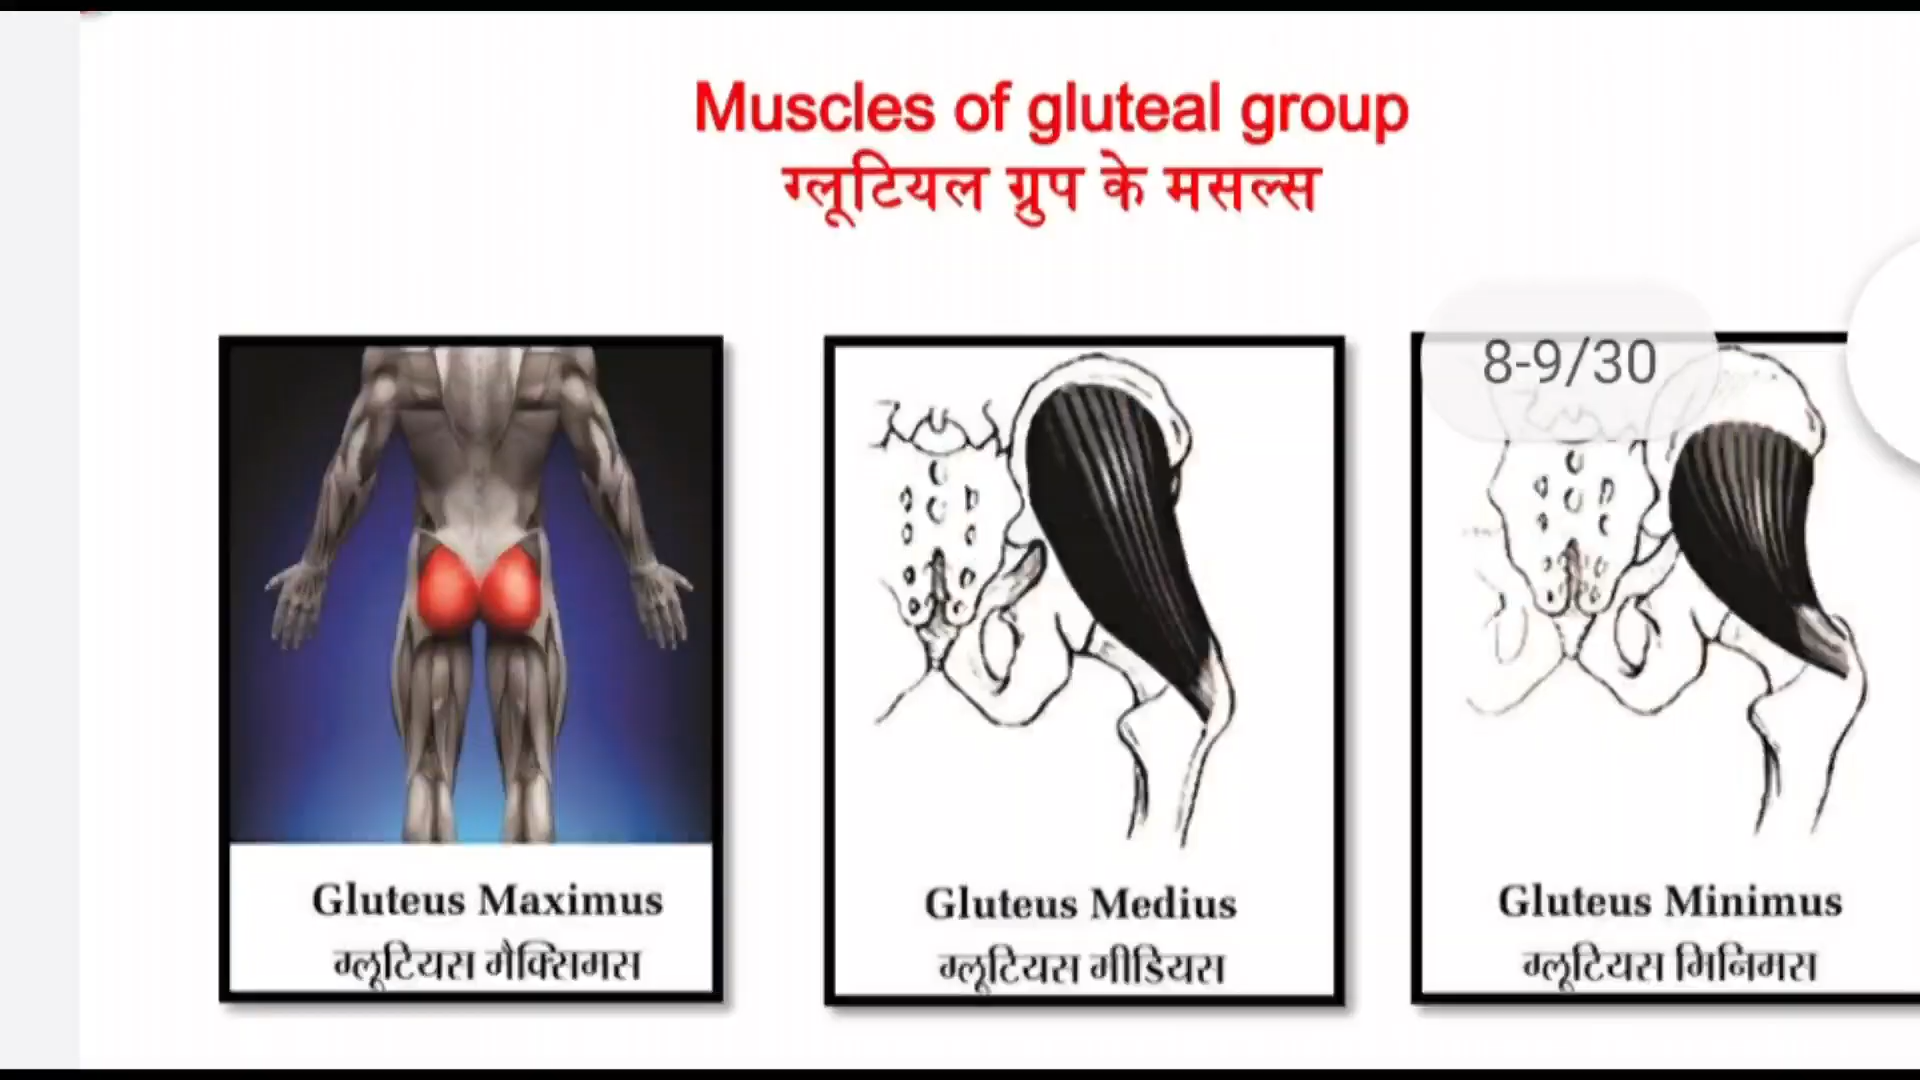 Muscles of gluteal group
ग्लूटियल ग्रुप के मसल्स
8-9/30
Gluteus Maximus
ग्लूटियस मैक्सिमस
Gluteus Medius
ग्लूटियस मीडियस
Gluteus Minimus
ग्लूटियस मिनिमस